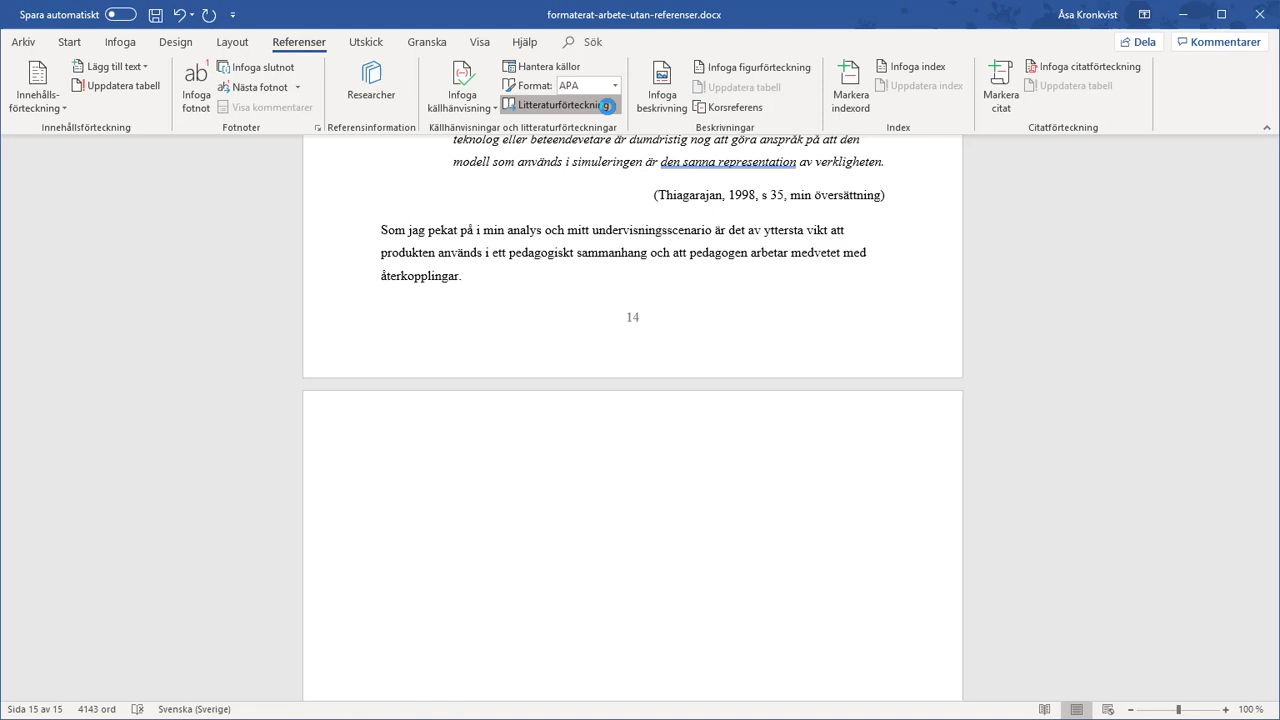 Spara automatiskt
formaterat-arbete-utan-referenser.docx
Åsa Kronkvist
Arkiv Start Infoga Design Layout Referenser Utskick Granska Visa Hjälp Sök
Dela Kommentarer
Innehålls-
förteckning
Lägg till text
Uppdatera tabell
Innehållsförteckning
ab
Infoga
fotnot
Infoga slutnot
Nästa fotnot
Visa kommentarer
Fotnoter
Researcher
Referensinformation
Infoga
källhänvisning
Hantera källor
Format: APA
Litteraturförteckning
Källhänvisningar och litteraturförteckningar
Infoga
beskrivning
Infoga figurförteckning
Uppdatera tabell
Korsreferens
Beskrivningar
Markera
indexord
Infoga index
Uppdatera index
Index
Markera
citat
Infoga citatförteckning
Uppdatera tabell
Citatförteckning
teknolog eller beteendevetare är dumdristig nog att göra anspråk på att den
modell som används i simuleringen är den sanna representation av verkligheten.
(Thiagarajan, 1998, s 35, min översättning)
Som jag pekat på i min analys och mitt undervisningsscenario är det av yttersta vikt att
produkten används i ett pedagogiskt sammanhang och att pedagogen arbetar medvetet med
återkopplingar.
14
Sida 15 av 15 4143 ord Svenska (Sverige) 100 %